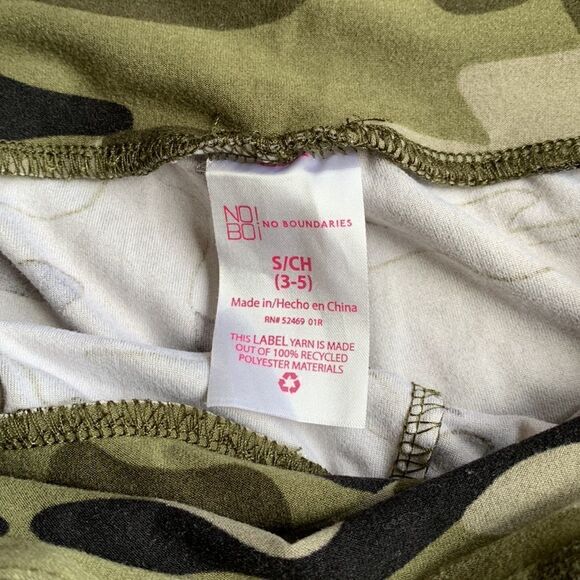 NO!
BO!
NO BOUNDARIES
S/CH
(3-5)
Made in/Hecho en China
RN# 52469 01R
THIS LABEL YARN IS MADE
OUT OF 100% RECYCLED
POLYESTER MATERIALS